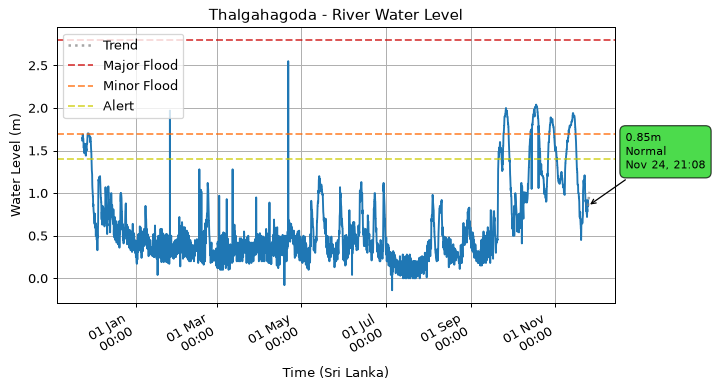 Thalgahagoda - River Water Level
Trend
Major Flood
Minor Flood
Alert
Water Level (m)
2.5
2.0
1.5
1.0
0.5
0.0
0.85m
Normal
Nov 24, 21:08
01 Jan
00:00
01 Mar
00:00
01 May
00:00
01 Jul
00:00
01 Sep
00:00
01 Nov
00:00
Time (Sri Lanka)